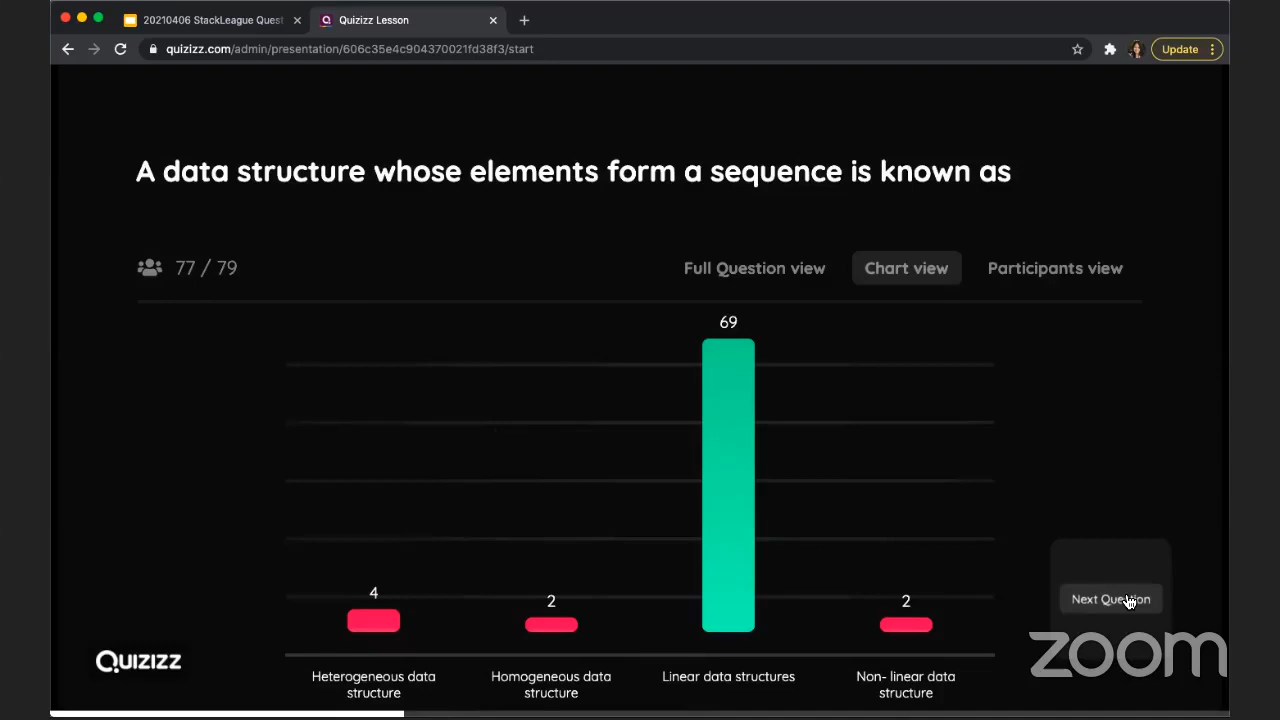 20210406 StackLeague Quest
Quizizz Lesson
quizizz.com/admin/presentation/606c35e4c904370021fd38f3/start
Update
A data structure whose elements form a sequence is known as
77 / 79
Full Question view
Chart view
Participants view
69
4
2
2
Next Question
Heterogeneous data
structure
Homogeneous data
structure
Linear data structures
Non- linear data
structure
Quizizz
zoom